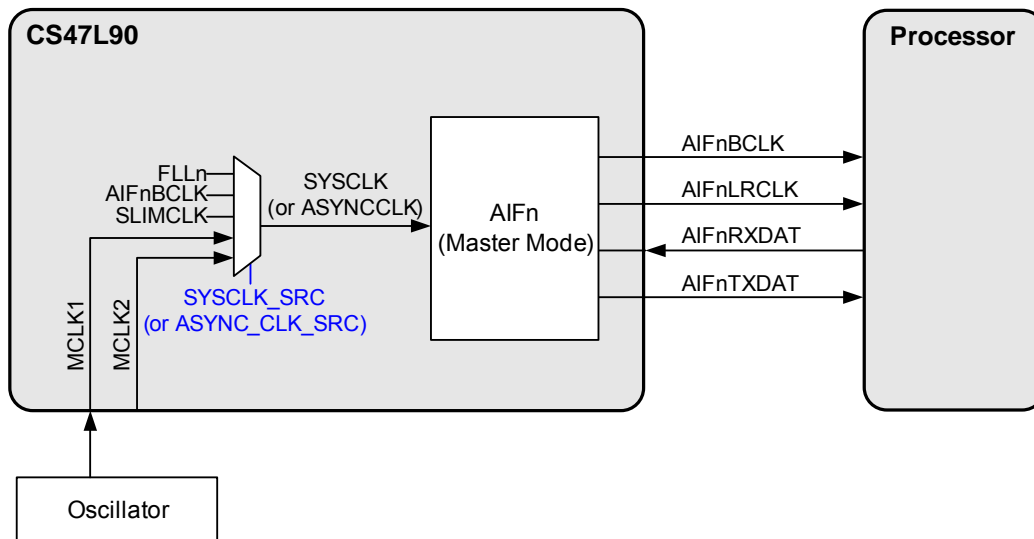 CS47L90
Processor
FLLn
AIFnBCLK
SLIMCLK
SYSCLK
(or ASYNCCLK)
AIFn
(Master Mode)
AIFnBCLK
AIFnLRCLK
AIFnRXDAT
AIFnTXDAT
SYSCLK_SRC
(or ASYNC_CLK_SRC)
MCLK1
MCLK2
Oscillator